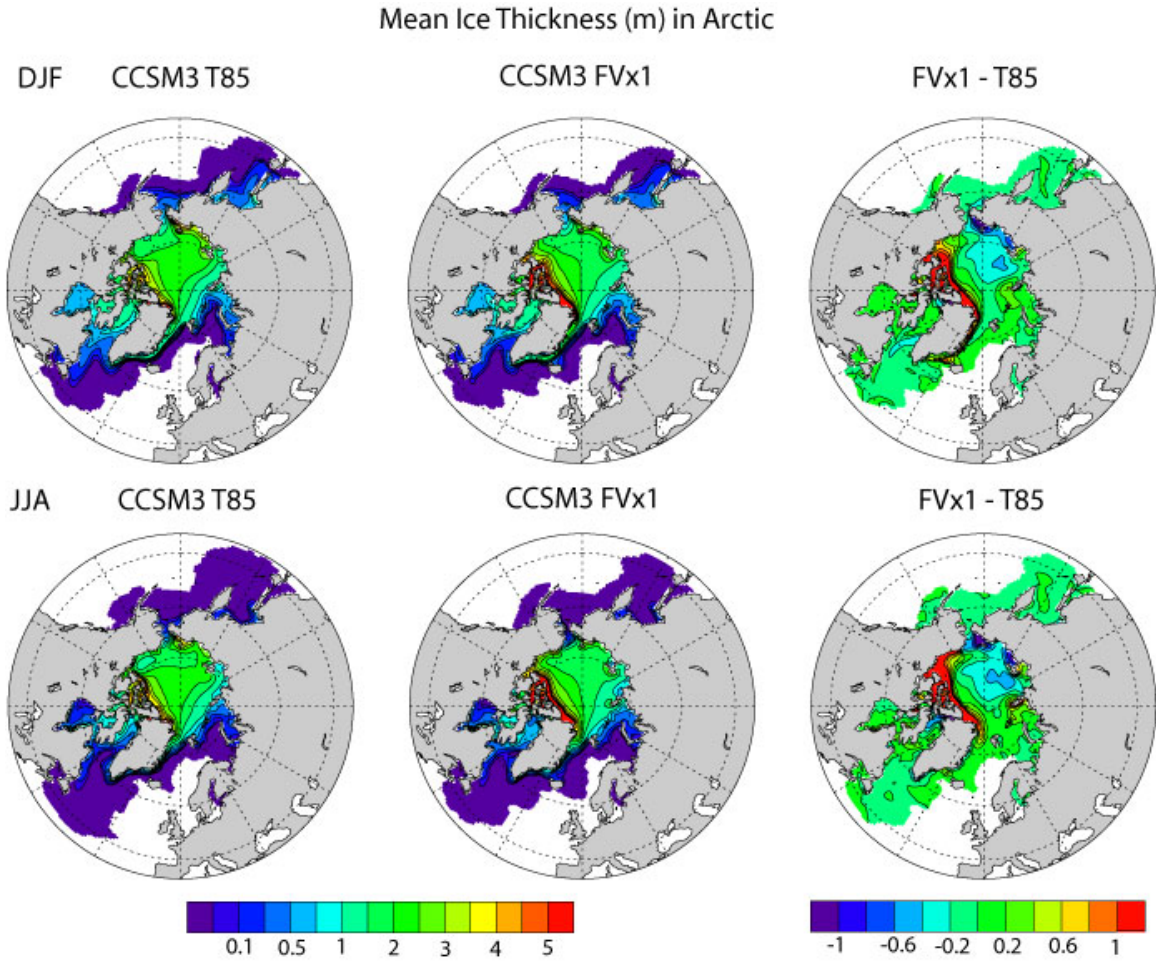 Mean Ice Thickness (m) in Arctic
DJF CCSM3 T85 CCSM3 FVx1 FVx1 - T85
JJA CCSM3 T85 CCSM3 FVx1 FVx1 - T85
0.1 0.5 1 2 3 4 5 -1 -0.6 -0.2 0.2 0.6 1